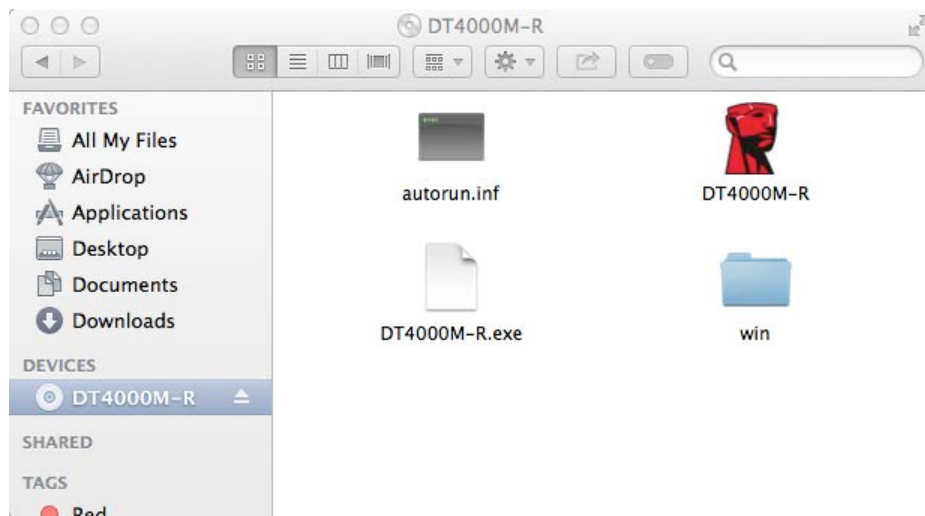 DT4000M-R
FAVORITES
All My Files
AirDrop
Applications
Desktop
Documents
Downloads
DEVICES
DT4000M-R
SHARED
TAGS
Red
autorun.inf
DT4000M-R
DT4000M-R.exe
win